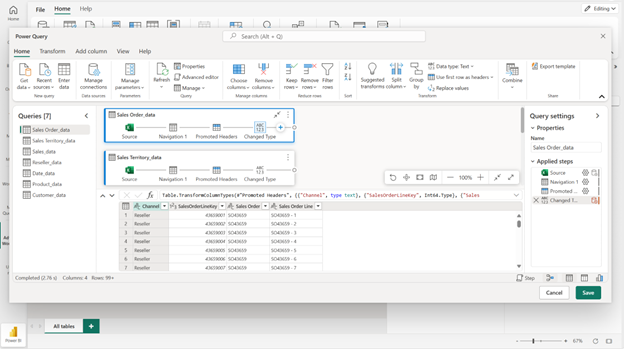 Home
File
Home
Help
Editing
Power Query
Search (Alt + Q)
Home
Transform
Add column
View
Help
Get data
Recent sources
Enter data
New query
Manage connections
Data sources
Manage parameters
Parameters
Refresh
Properties
Advanced editor
Manage
Query
Choose columns
Remove columns
Manage columns
Keep rows
Remove rows
Filter rows
Reduce rows
Sort
Suggested transforms
Split column
Group by
Data type: Text
Use first row as headers
Replace values
Transform
Combine
Export template
Share
Queries [7]
Sales Order_data
Sales Territory_data
Sales_data
Reseller_data
Date_data
Product_data
Customer_data
Sales Order_data
Source
Navigation 1
Promoted Headers
Changed Type
ABC
123
Sales Territory_data
Source
Navigation 1
Promoted Headers
Changed Type
100%
fx
Table.TransformColumnTypes(#"Promoted Headers", {{"Channel", type text}, {"SalesOrderLineKey", Int64.Type}, {"Sales
Channel
SalesOrderLineKey
Sales Order
Sales Order Line
1 Reseller 43659001 SO43659 SO43659 - 1
2 Reseller 43659002 SO43659 SO43659 - 2
3 Reseller 43659003 SO43659 SO43659 - 3
4 Reseller 43659004 SO43659 SO43659 - 4
5 Reseller 43659005 SO43659 SO43659 - 5
6 Reseller 43659006 SO43659 SO43659 - 6
7 Reseller 43659007 SO43659 SO43659 - 7
Query settings
Properties
Name
Sales Order_data
Applied steps
Source
Navigation 1
Promoted ...
Changed T...
Completed (2.76 s) Columns: 4 Rows: 99+
Step
Cancel
Save
Power BI
All tables
67%